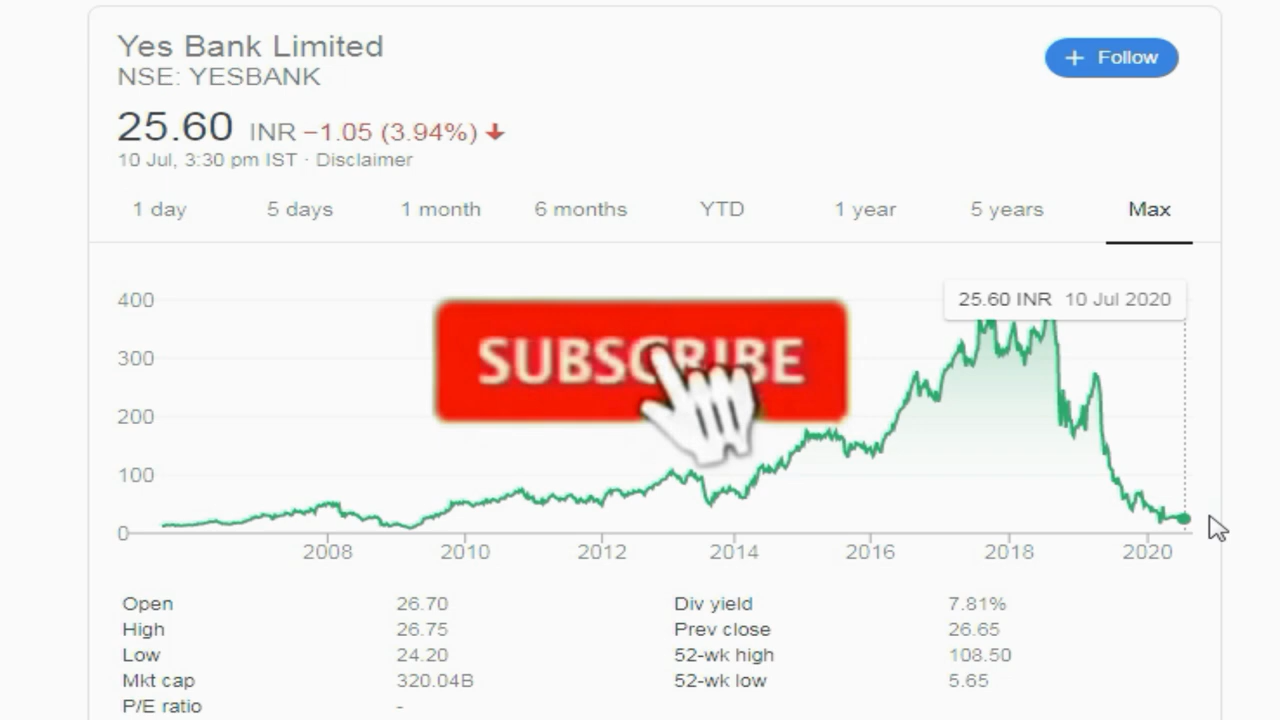 Yes Bank Limited
NSE: YESBANK
+ Follow
25.60 INR −1.05 (3.94%)
10 Jul, 3:30 pm IST · Disclaimer
1 day 5 days 1 month 6 months YTD 1 year 5 years Max
25.60 INR 10 Jul 2020
400
300
200
100
0
SUBSCRIBE
2008 2010 2012 2014 2016 2018 2020
Open 26.70 Div yield 7.81%
High 26.75 Prev close 26.65
Low 24.20 52-wk high 108.50
Mkt cap 320.04B 52-wk low 5.65
P/E ratio -